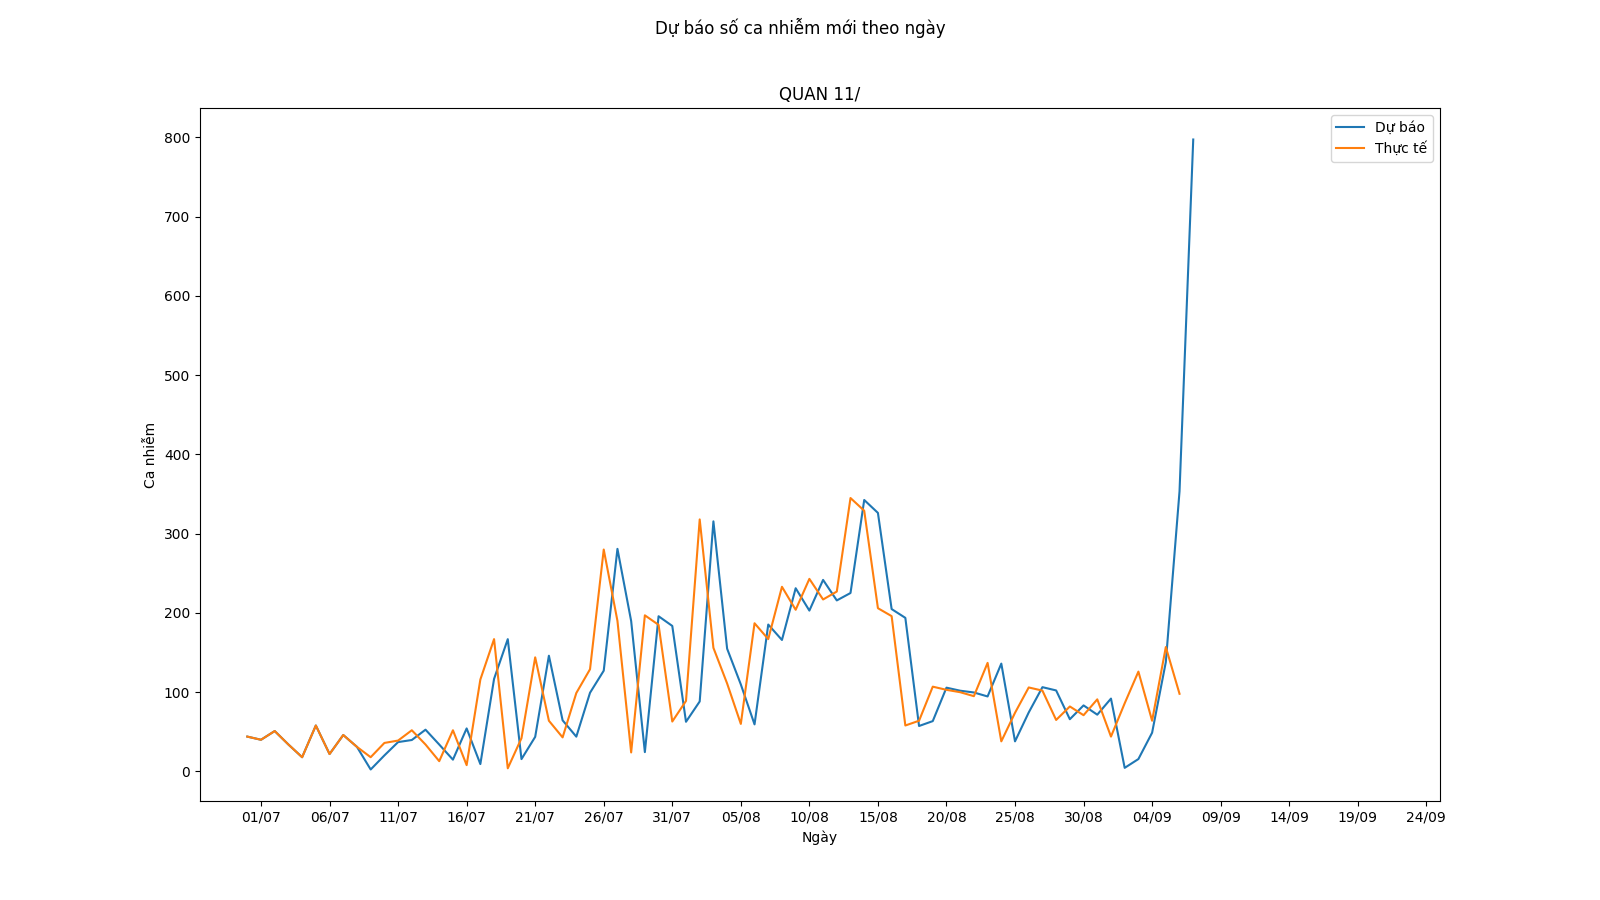 Dự báo số ca nhiễm mới theo ngày
QUAN 11/
Dự báo
Thực tế
Ca nhiễm
800
700
600
500
400
300
200
100
0
01/07 06/07 11/07 16/07 21/07 26/07 31/07 05/08 10/08 15/08 20/08 25/08 30/08 04/09 09/09 14/09 19/09 24/09
Ngày